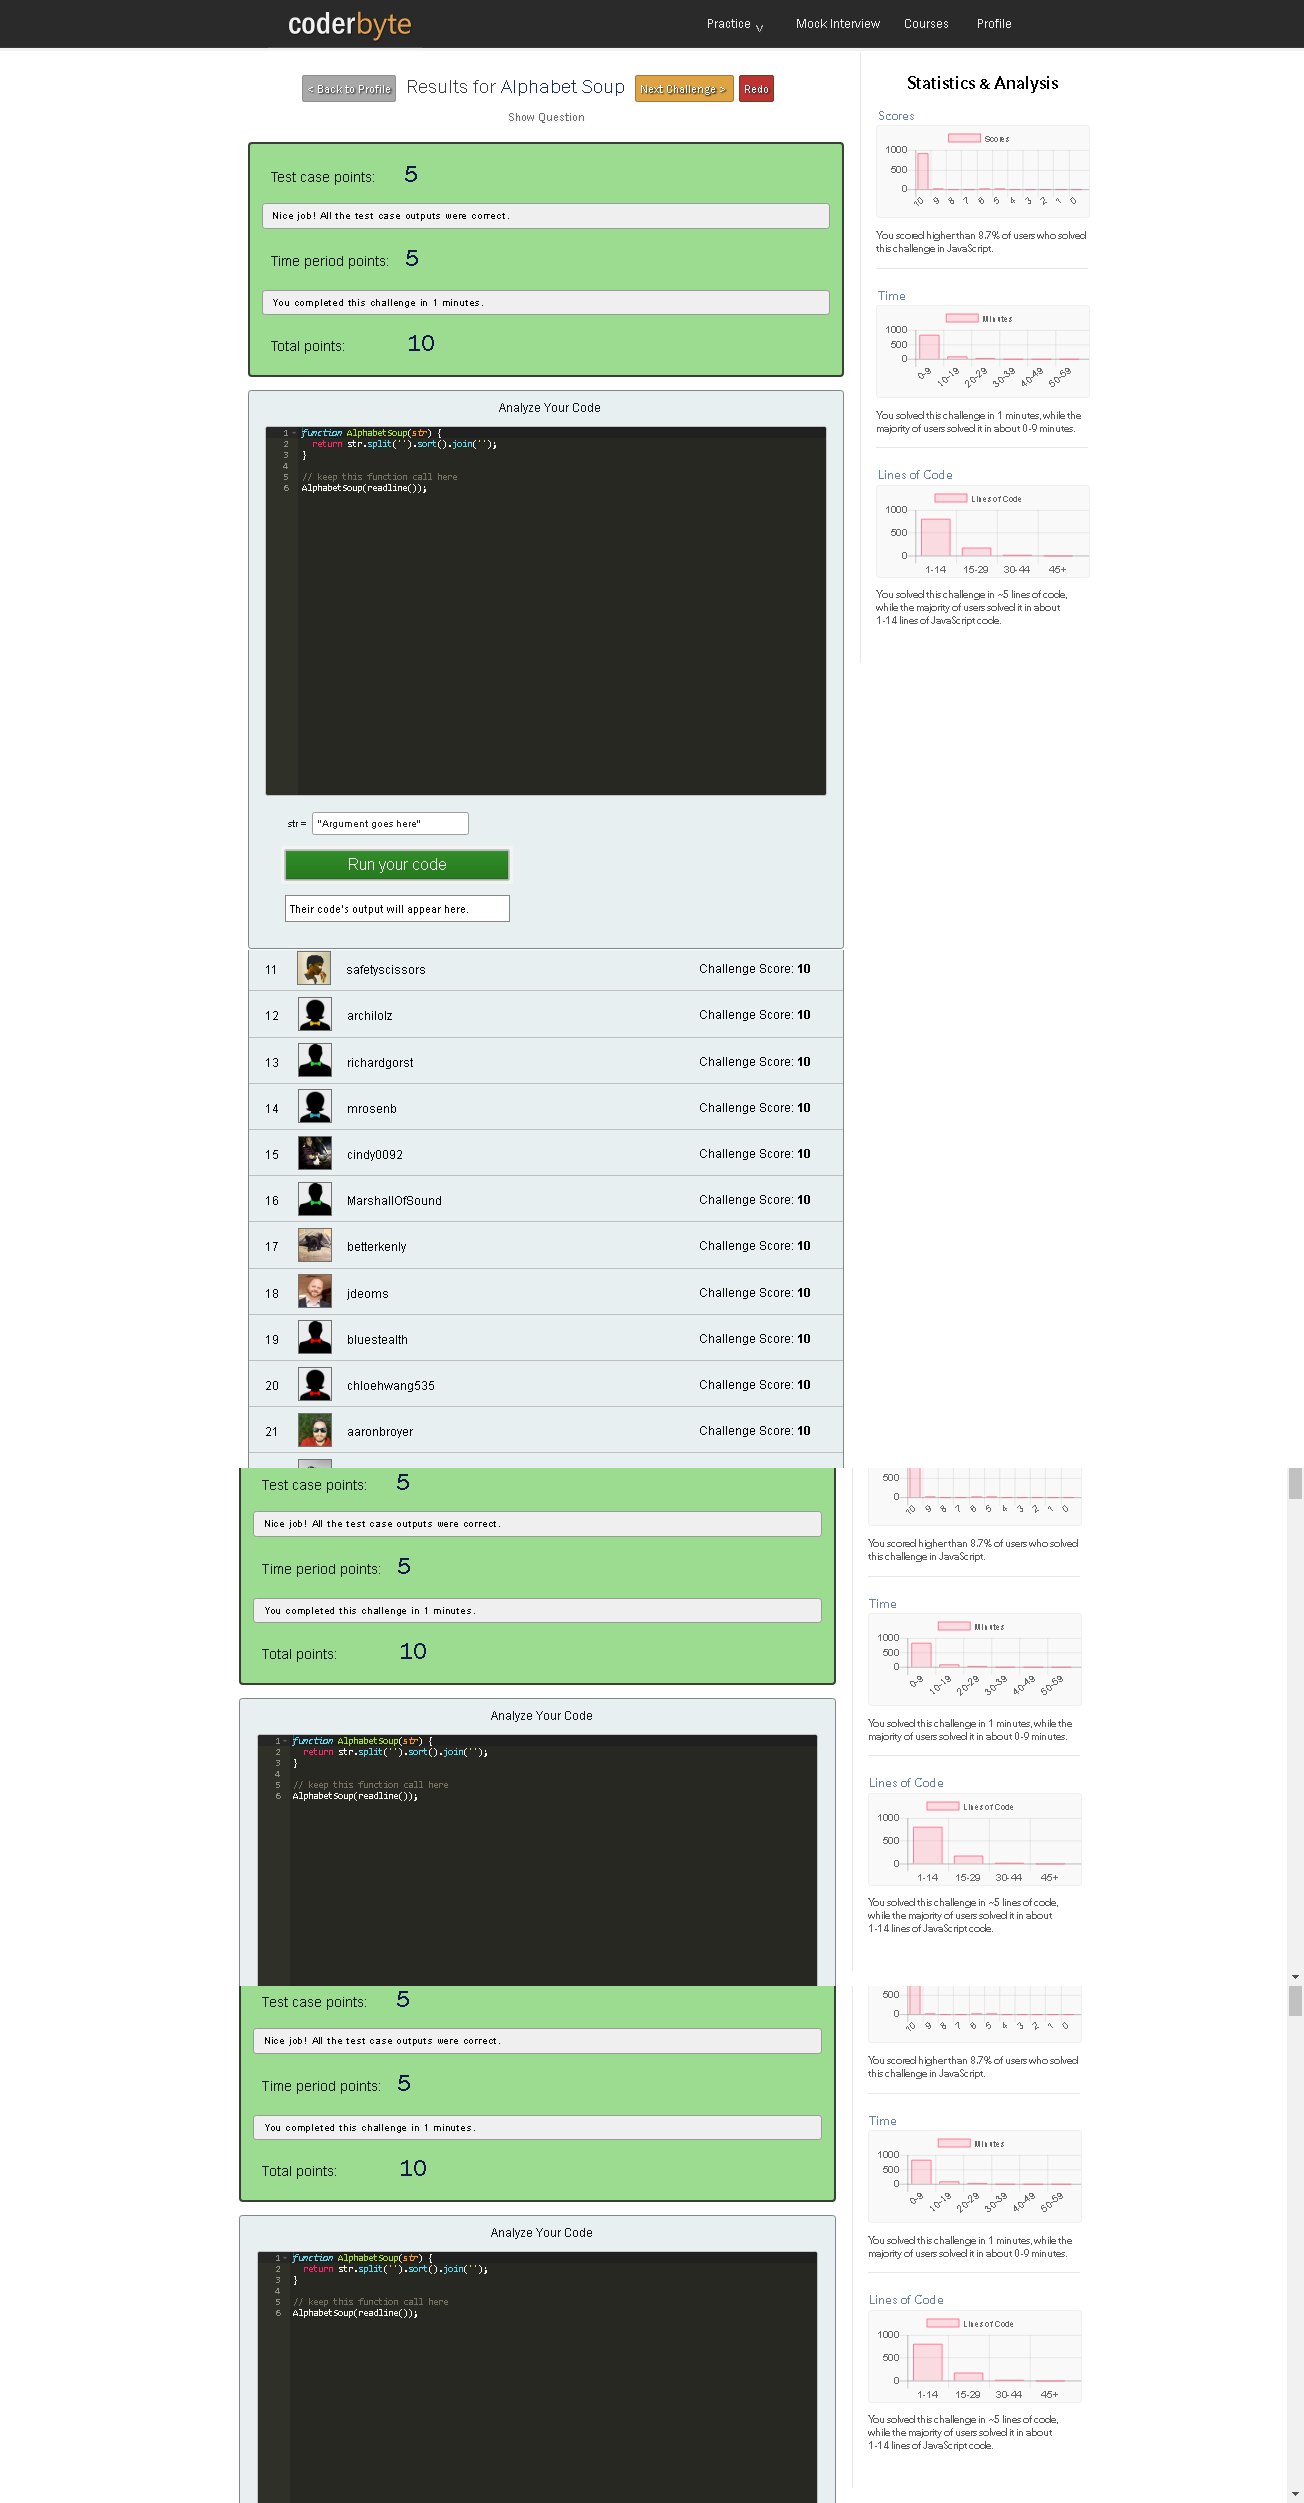 coderbyte
Practice
Mock Interview
Courses
Profile
< Back to Profile
Results for Alphabet Soup
Next Challenge >
Redo
Show Question
Test case points: 5
Nice job! All the test case outputs were correct.
Time period points: 5
You completed this challenge in 1 minutes.
Total points: 10
Statistics & Analysis
Scores
Scores
1000
500
0
10 9 8 7 6 5 4 3 2 1 0
You scored higher than 8.7% of users who solved
this challenge in JavaScript.
Time
Minutes
1000
500
0
0-9 10-19 20-29 30-39 40-49 50-59
You solved this challenge in 1 minutes, while the
majority of users solved it in about 0-9 minutes.
Lines of Code
Lines of Code
1000
500
0
1-14 15-29 30-44 45+
You solved this challenge in ~5 lines of code,
while the majority of users solved it in about
1-14 lines of JavaScript code.
Analyze Your Code
1 function AlphabetSoup(str) {
2 return str.split('').sort().join('');
3 }
4
5 // keep this function call here
6 AlphabetSoup(readline());
str = "Argument goes here"
Run your code
Their code's output will appear here.
11 safetyscissors Challenge Score: 10
12 archilolz Challenge Score: 10
13 richardgorst Challenge Score: 10
14 mrosenb Challenge Score: 10
15 cindy0092 Challenge Score: 10
16 MarshallOfSound Challenge Score: 10
17 betterkenly Challenge Score: 10
18 jdeoms Challenge Score: 10
19 bluestealth Challenge Score: 10
20 chloehwang535 Challenge Score: 10
21 aaronbroyer Challenge Score: 10
Test case points: 5
Nice job! All the test case outputs were correct.
Time period points: 5
You completed this challenge in 1 minutes.
Total points: 10
500
0
10 9 8 7 6 5 4 3 2 1 0
You scored higher than 8.7% of users who solved
this challenge in JavaScript.
Time
Minutes
1000
500
0
0-9 10-19 20-29 30-39 40-49 50-59
You solved this challenge in 1 minutes, while the
majority of users solved it in about 0-9 minutes.
Lines of Code
Lines of Code
1000
500
0
1-14 15-29 30-44 45+
You solved this challenge in ~5 lines of code,
while the majority of users solved it in about
1-14 lines of JavaScript code.
Analyze Your Code
1 function AlphabetSoup(str) {
2 return str.split('').sort().join('');
3 }
4
5 // keep this function call here
6 AlphabetSoup(readline());
Test case points: 5
Nice job! All the test case outputs were correct.
Time period points: 5
You completed this challenge in 1 minutes.
Total points: 10
500
0
10 9 8 7 6 5 4 3 2 1 0
You scored higher than 8.7% of users who solved
this challenge in JavaScript.
Time
Minutes
1000
500
0
0-9 10-19 20-29 30-39 40-49 50-59
You solved this challenge in 1 minutes, while the
majority of users solved it in about 0-9 minutes.
Lines of Code
Lines of Code
1000
500
0
1-14 15-29 30-44 45+
You solved this challenge in ~5 lines of code,
while the majority of users solved it in about
1-14 lines of JavaScript code.
Analyze Your Code
1 function AlphabetSoup(str) {
2 return str.split('').sort().join('');
3 }
4
5 // keep this function call here
6 AlphabetSoup(readline());